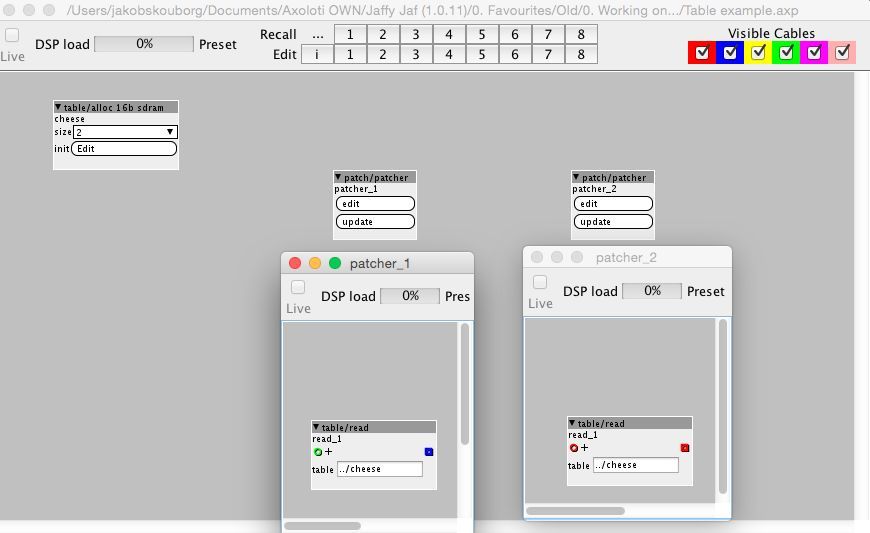 /Users/jakobskouborg/Documents/Axoloti OWN/Jaffy Jaf (1.0.11)/0. Favourites/Old/0. Working on.../Table example.axp
Live
DSP load 0% Preset
Recall ... 1 2 3 4 5 6 7 8
Edit i 1 2 3 4 5 6 7 8
Visible Cables
table/alloc 16b sdram
cheese
size 2
init Edit
patch/patcher
patcher_1
edit
update
patch/patcher
patcher_2
edit
update
patcher_1
Live
DSP load 0% Pres
table/read
read_1
+
table ../cheese
patcher_2
Live
DSP load 0% Preset
table/read
read_1
+
table ../cheese